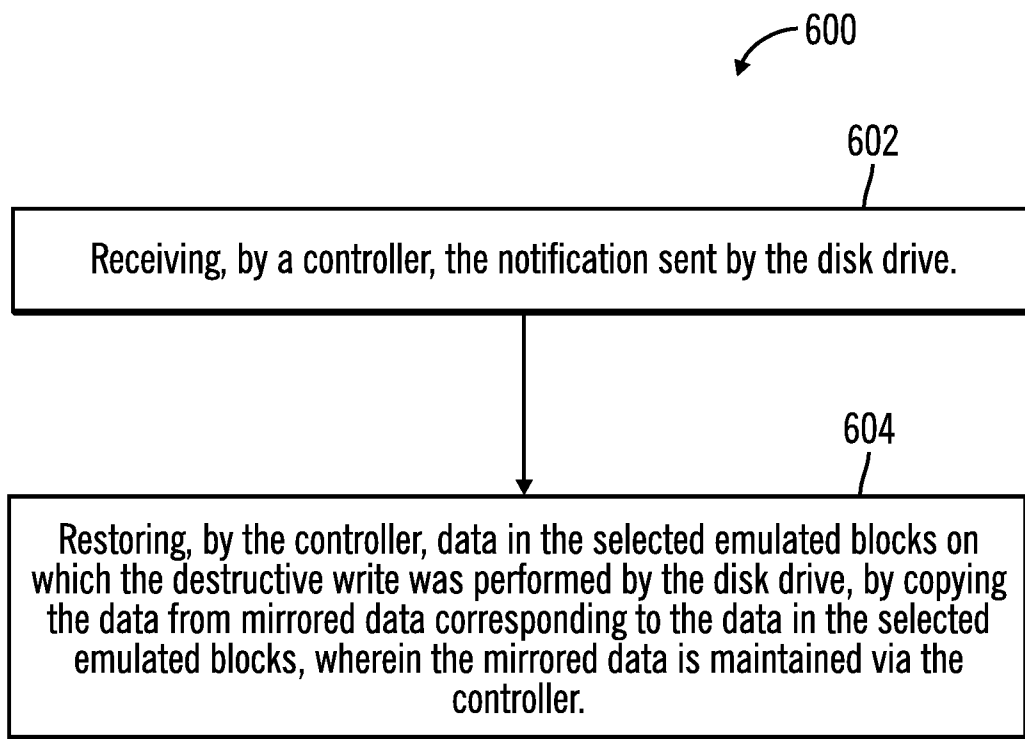 600
602
Receiving, by a controller, the notification sent by the disk drive.
604
Restoring, by the controller, data in the selected emulated blocks on
which the destructive write was performed by the disk drive, by copying
the data from mirrored data corresponding to the data in the selected
emulated blocks, wherein the mirrored data is maintained via the
controller.